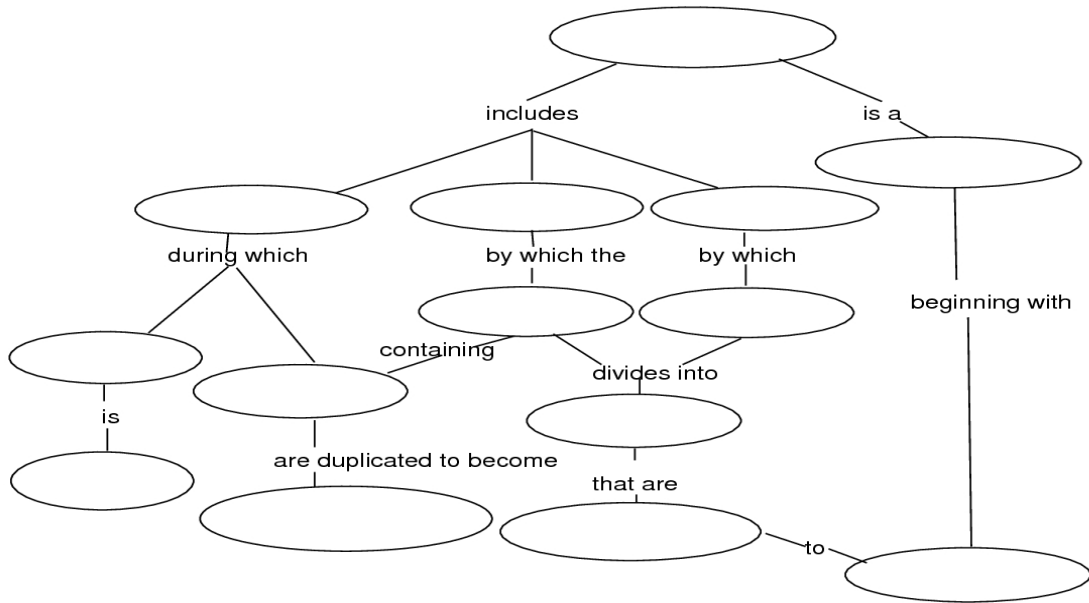 includes
is a
during which
by which the
by which
beginning with
containing
divides into
is
are duplicated to become
that are
to